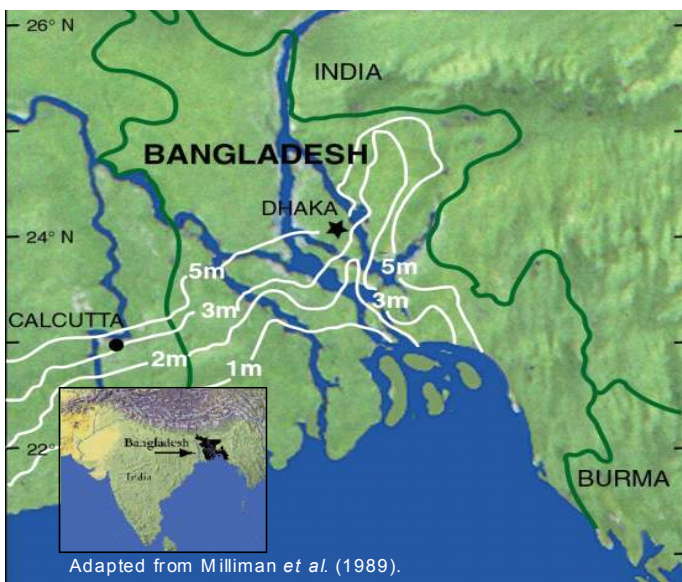 26° N
INDIA
BANGLADESH
DHAKA
24° N
5m
5m
3m
3m
CALCUTTA
2m
1m
Bangladesh
India
22°
BURMA
Adapted from Milliman et al. (1989).